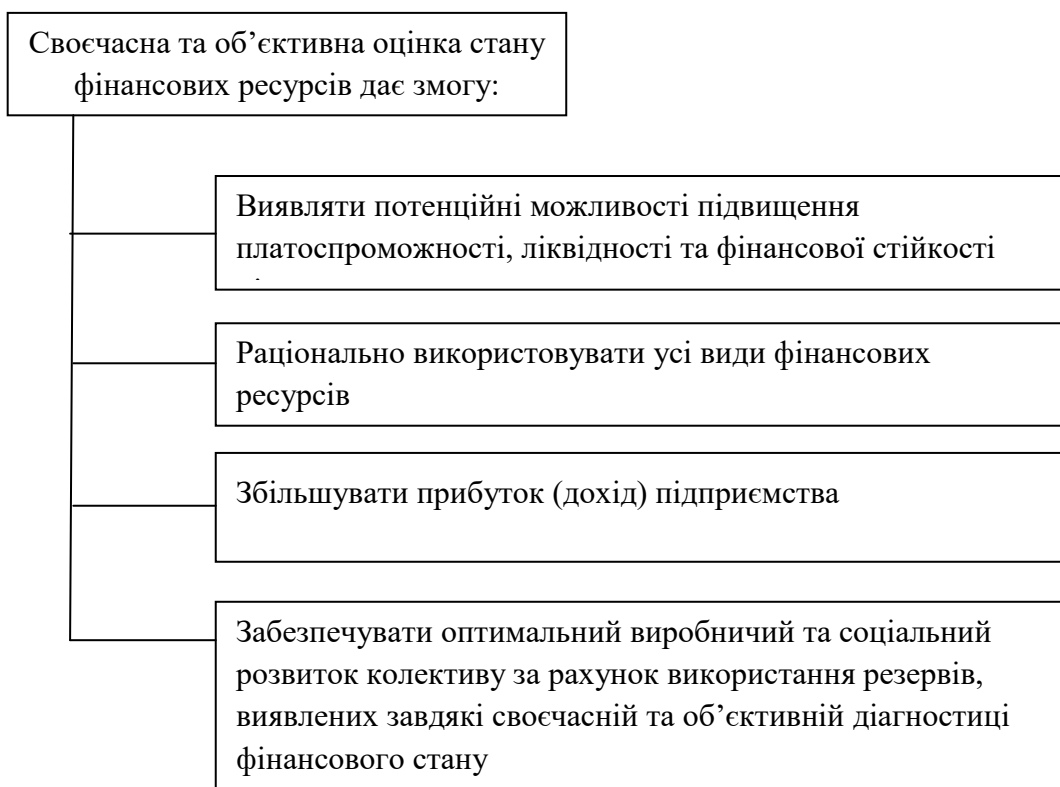 Своєчасна та об’єктивна оцінка стану
фінансових ресурсів дає змогу:
Виявляти потенційні можливості підвищення
платоспроможності, ліквідності та фінансової стійкості
Раціонально використовувати усі види фінансових
ресурсів
Збільшувати прибуток (дохід) підприємства
Забезпечувати оптимальний виробничий та соціальний
розвиток колективу за рахунок використання резервів,
виявлених завдякі своєчасній та об’єктивній діагностиці
фінансового стану